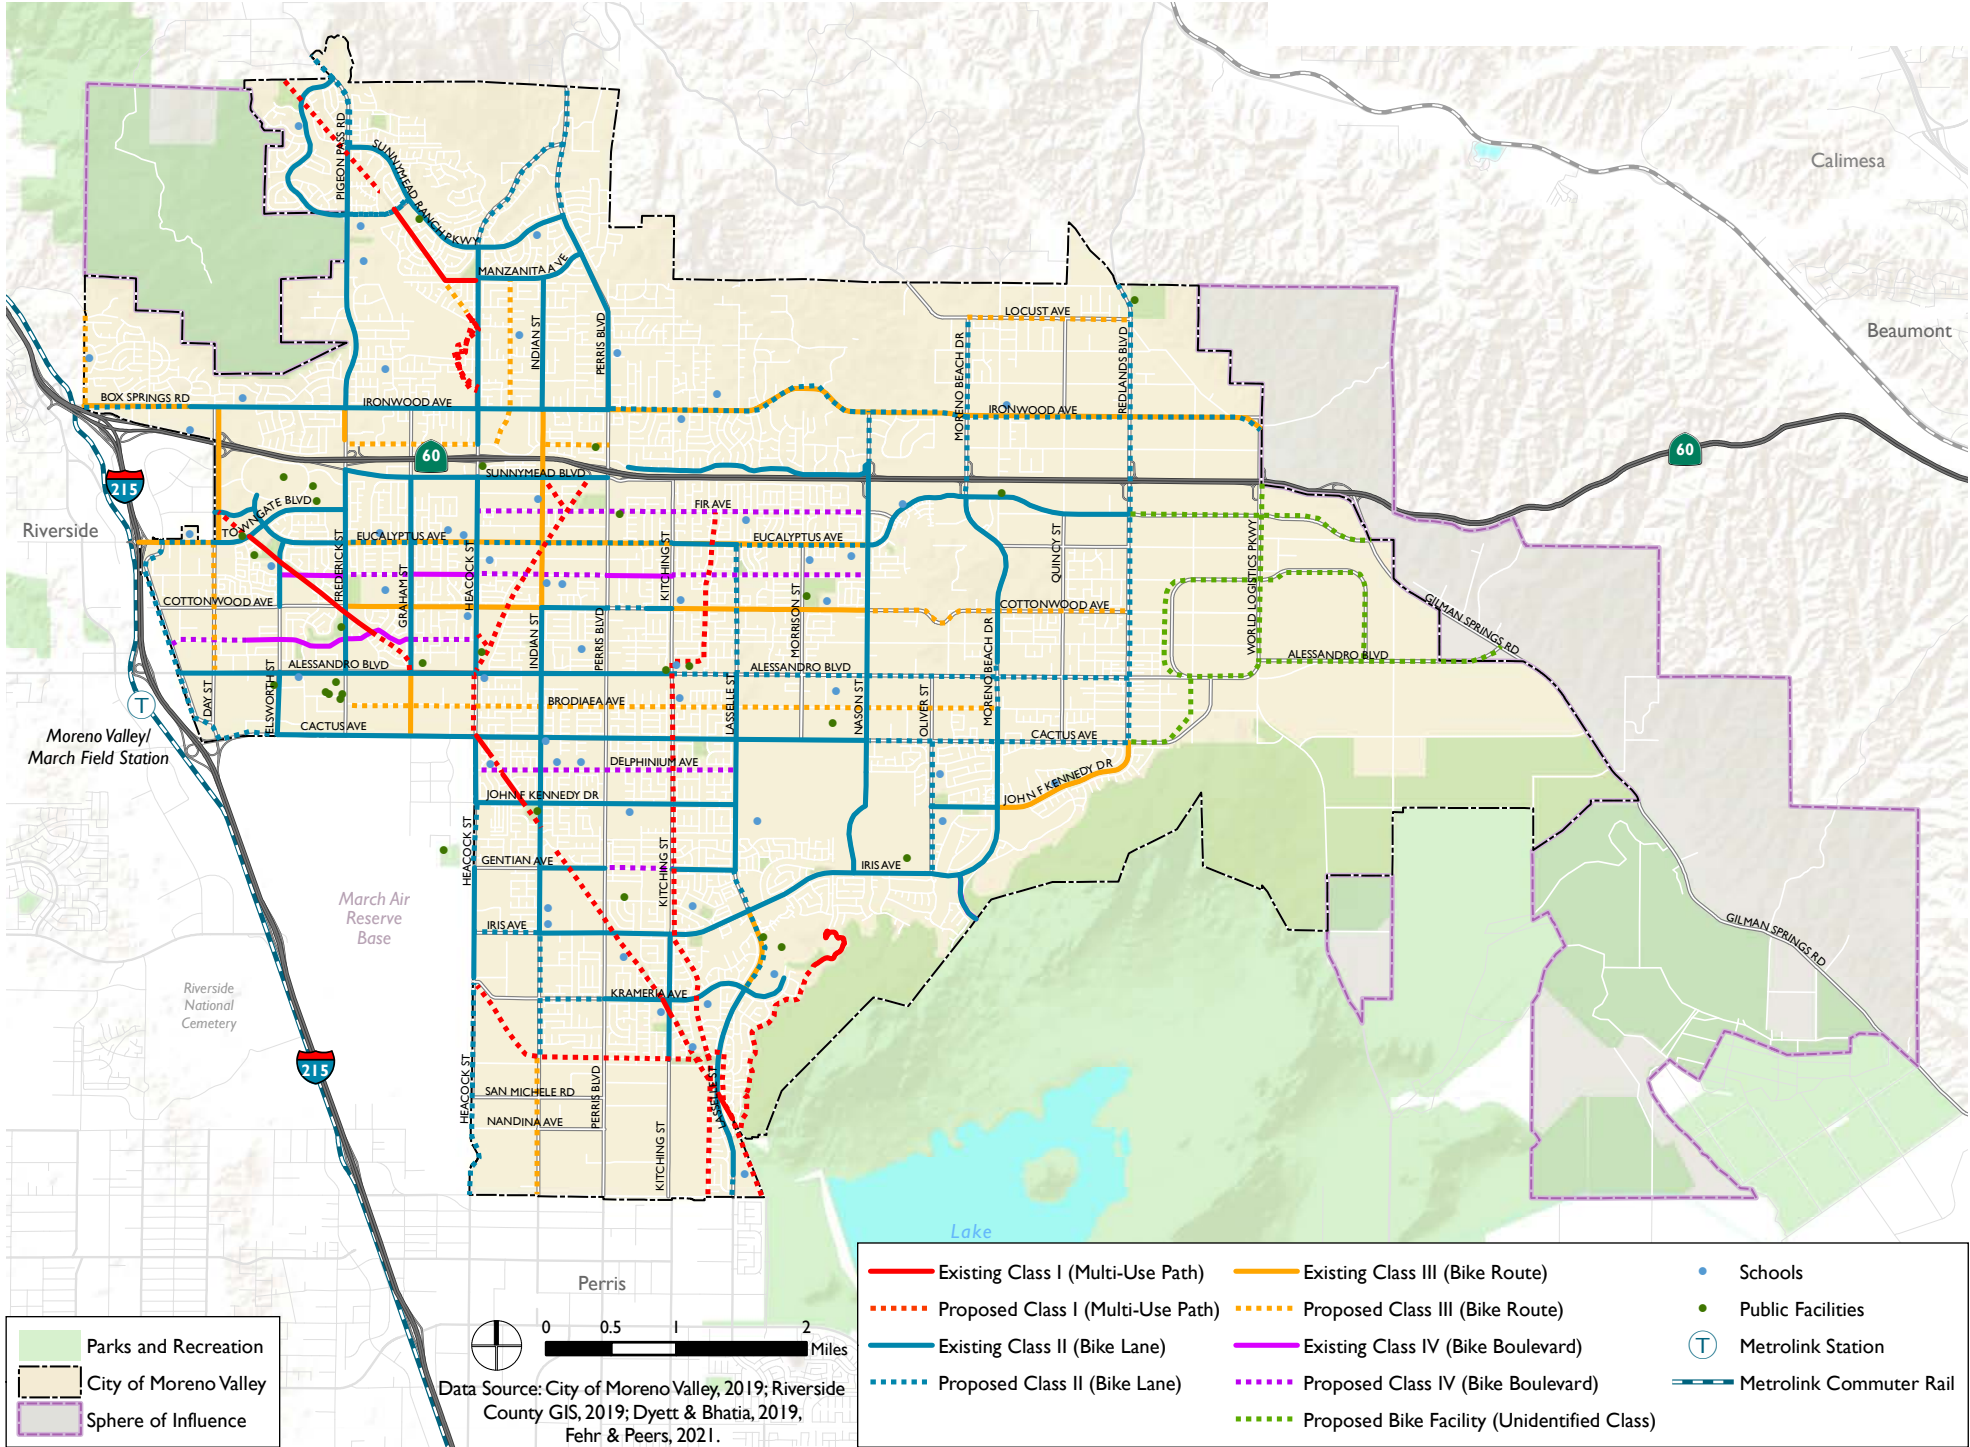 Calimesa
Beaumont
Riverside
PIGEON PASS RD
SUNNYMEAD RANCH PKWY
MANZANITA AVE
INDIAN ST
PERRIS BLVD
LOCUST AVE
MORENO BEACH DR
REDLANDS BLVD
BOX SPRINGS RD
IRONWOOD AVE
IRONWOOD AVE
60
60
215
SUNNYMEAD BLVD
TOWNGATE BLVD
FIR AVE
EUCALYPTUS AVE
EUCALYPTUS AVE
FREDERICK ST
GRAHAM ST
HEACOCK ST
KITCHING ST
QUINCY ST
WORLD LOGISTICS PKWY
COTTONWOOD AVE
COTTONWOOD AVE
MORRISON ST
GILMAN SPRINGS RD
INDIAN ST
PERRIS BLVD
ALESSANDRO BLVD
ALESSANDRO BLVD
ALESSANDRO BLVD
MORENO BEACH DR
DAY ST
ELSWORTH ST
BRODIAEA AVE
LASSELLE ST
NASON ST
OLIVER ST
T
Moreno Valley/
March Field Station
CACTUS AVE
CACTUS AVE
DELPHINIUM AVE
JOHN F KENNEDY DR
JOHN F KENNEDY DR
HEACOCK ST
GENTIAN AVE
KITCHING ST
IRIS AVE
IRIS AVE
March Air
Reserve
Base
GILMAN SPRINGS RD
Riverside
National
Cemetery
KRAMERIA AVE
215
HEACOCK ST
SAN MICHELE RD
PERRIS BLVD
LASSELLE ST
NANDINA AVE
KITCHING ST
Lake
Perris
Parks and Recreation
City of Moreno Valley
Sphere of Influence
0 0.5 1 2
Miles
Data Source: City of Moreno Valley, 2019; Riverside
County GIS, 2019; Dyett & Bhatia, 2019,
Fehr & Peers, 2021.
Existing Class I (Multi-Use Path)
Proposed Class I (Multi-Use Path)
Existing Class II (Bike Lane)
Proposed Class II (Bike Lane)
Existing Class III (Bike Route)
Proposed Class III (Bike Route)
Existing Class IV (Bike Boulevard)
Proposed Class IV (Bike Boulevard)
Proposed Bike Facility (Unidentified Class)
Schools
Public Facilities
T Metrolink Station
Metrolink Commuter Rail